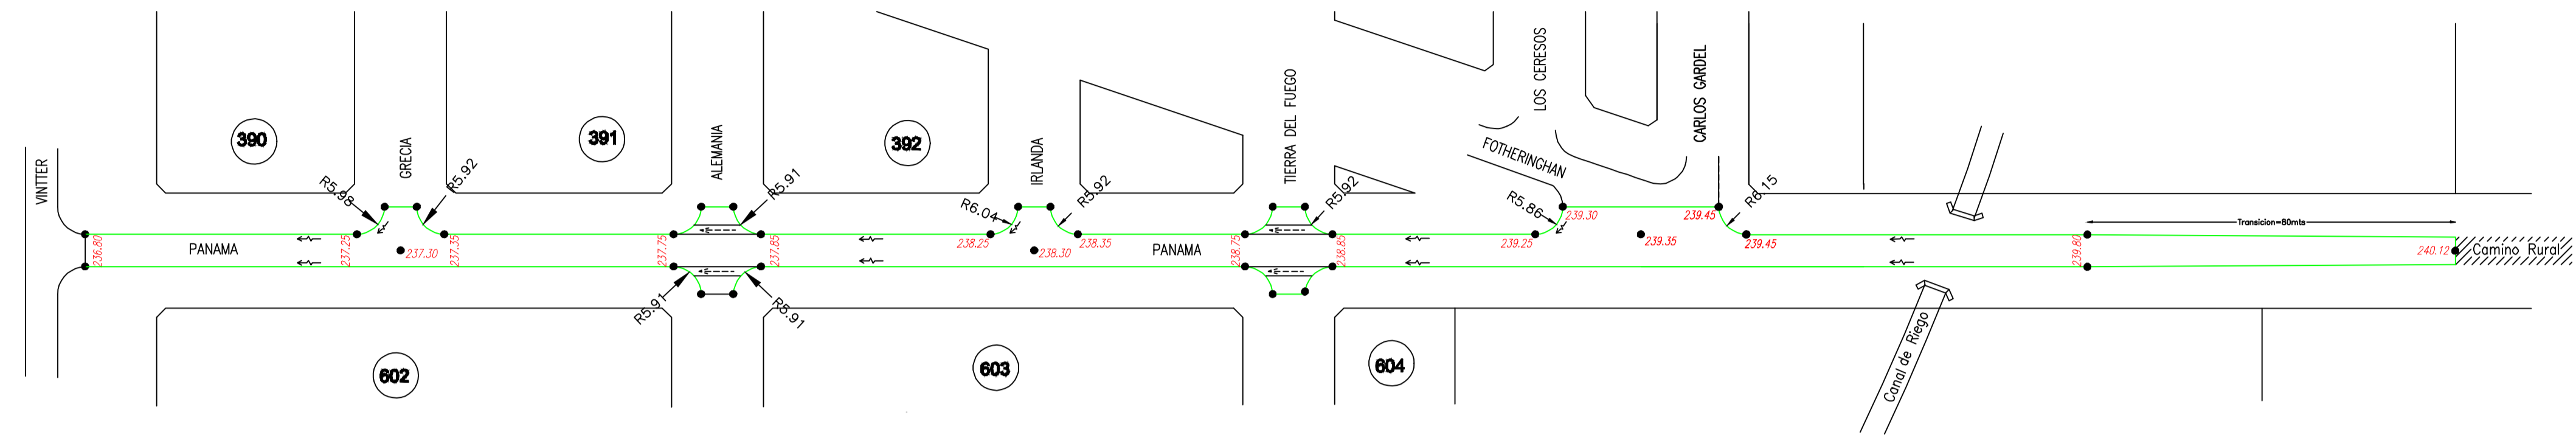 VINTTER
390
GRECIA
391
ALEMANIA
392
IRLANDA
TIERRA DEL FUEGO
LOS CERESOS
CARLOS GARDEL
FOTHERINGHAN
R5.98
R5.92
R5.91
R6.04
R5.92
R5.92
R5.86
R6.15
239.30
239.45
Transicion=80mts
236.80
PANAMA
237.25
237.30
237.35
237.75
237.85
238.25
238.30
238.35
PANAMA
238.75
238.85
239.25
239.35
239.45
239.80
240.12
Camino Rural
R5.91
R5.91
Canal de Riego
602
603
604